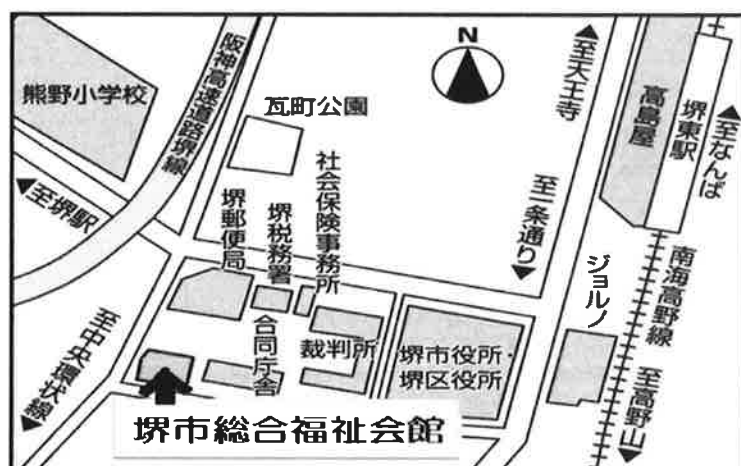 N
熊野小学校
阪神高速道路堺線
瓦町公園
▲至天王寺
高島屋
堺東駅
▲至なんば
◀至堺駅
堺郵便局
堺税務署
社会保険事務所
至一条通り▼
ジョルノ
南海高野線
至高野山▼
至中央環状線▼
合同庁舎
裁判所
堺市役所・
堺区役所
堺市総合福祉会館